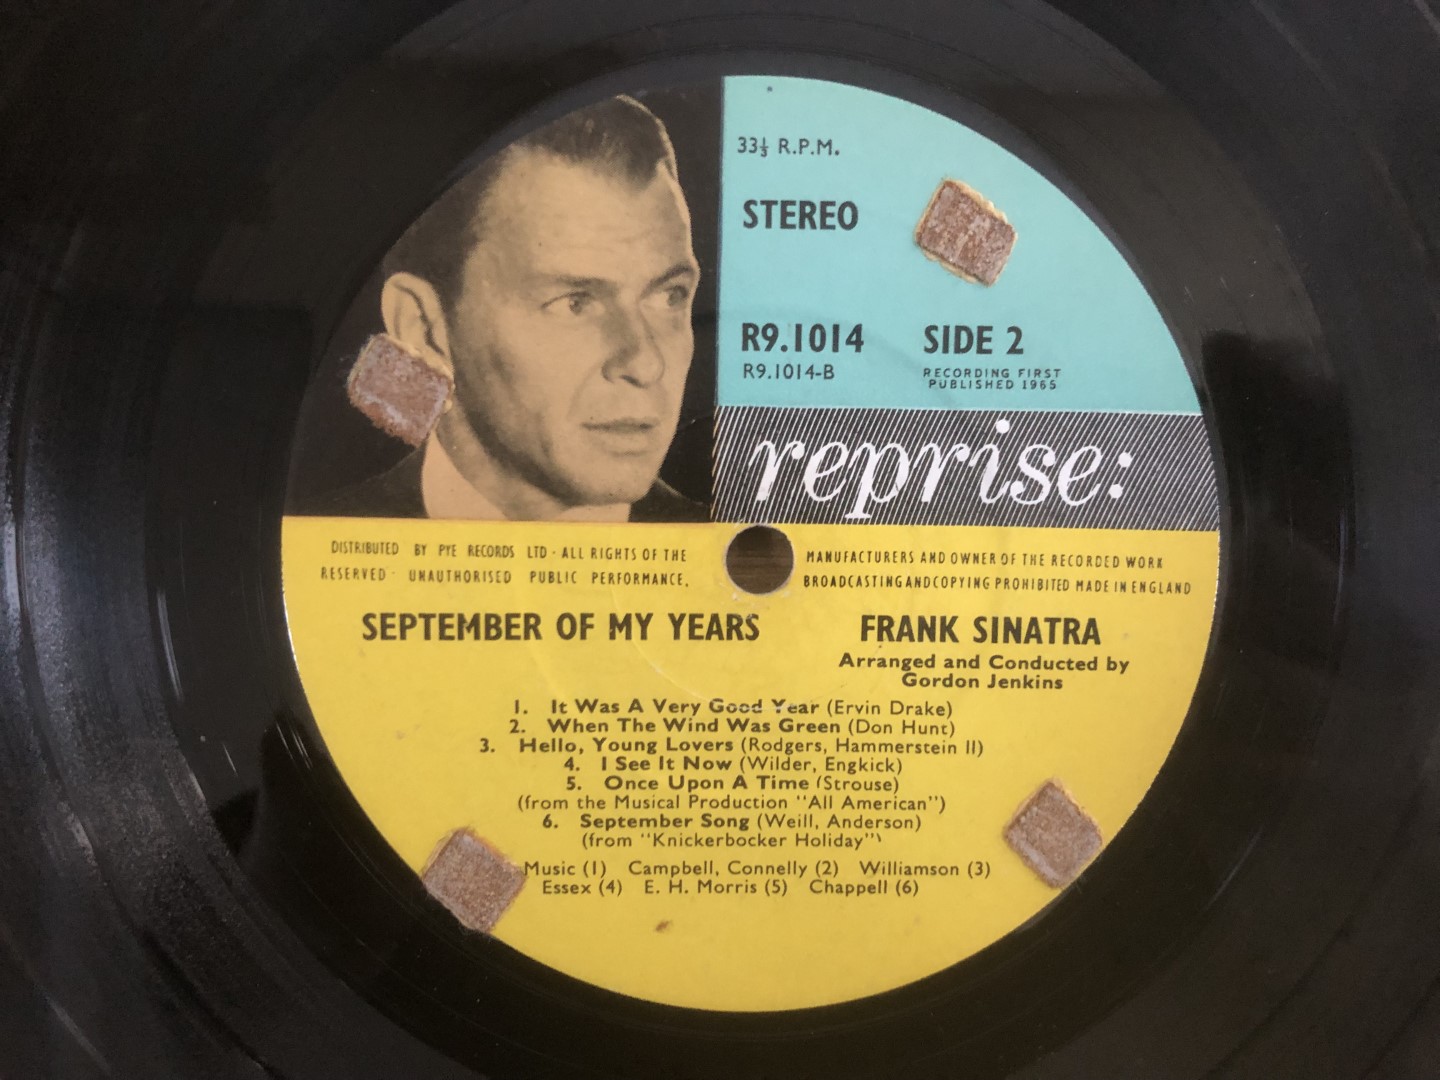 33⅓ R.P.M.
STEREO
R9.1014 SIDE 2
R9.1014-B RECORDING FIRST
PUBLISHED 1965
reprise:
DISTRIBUTED BY PYE RECORDS LTD · ALL RIGHTS OF THE MANUFACTURERS AND OWNER OF THE RECORDED WORK
RESERVED · UNAUTHORISED PUBLIC PERFORMANCE, BROADCASTING AND COPYING PROHIBITED MADE IN ENGLAND
SEPTEMBER OF MY YEARS FRANK SINATRA
Arranged and Conducted by
Gordon Jenkins
1. It Was A Very Good Year (Ervin Drake)
2. When The Wind Was Green (Don Hunt)
3. Hello, Young Lovers (Rodgers, Hammerstein II)
4. I See It Now (Wilder, Engkick)
5. Once Upon A Time (Strouse)
(from the Musical Production "All American")
6. September Song (Weill, Anderson)
(from "Knickerbocker Holiday")
Music (1) Campbell, Connelly (2) Williamson (3)
Essex (4) E. H. Morris (5) Chappell (6)